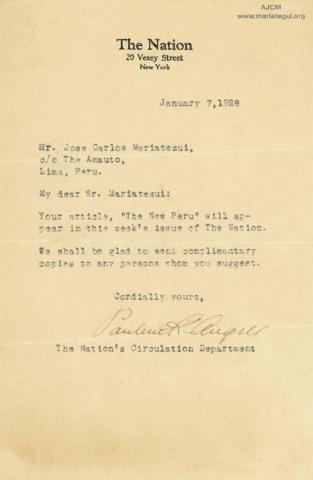 AJCM
www.mariategui.org
The Nation
20 Vesey Street
New York
January 7, 1928
Sr. Jose Carlos Mariatezui,
c/o The Amauto,
Lima, Peru.
My dear Sr. Mariatezui:
Your article, "The New Peru" will ap-
pear in this week's issue of The Nation.
We shall be glad to send complimentary
copies to any persons whom you suggest.
Cordially yours,
The Nation's Circulation Department